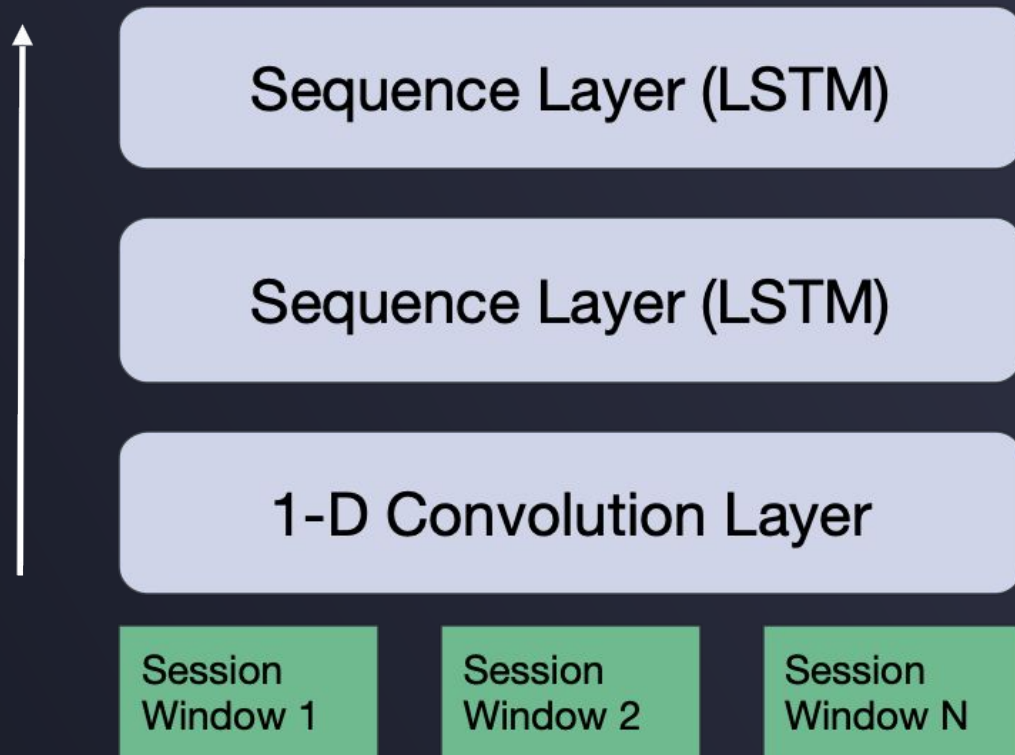 Sequence Layer (LSTM)
Sequence Layer (LSTM)
1-D Convolution Layer
Session
Window 1
Session
Window 2
Session
Window N